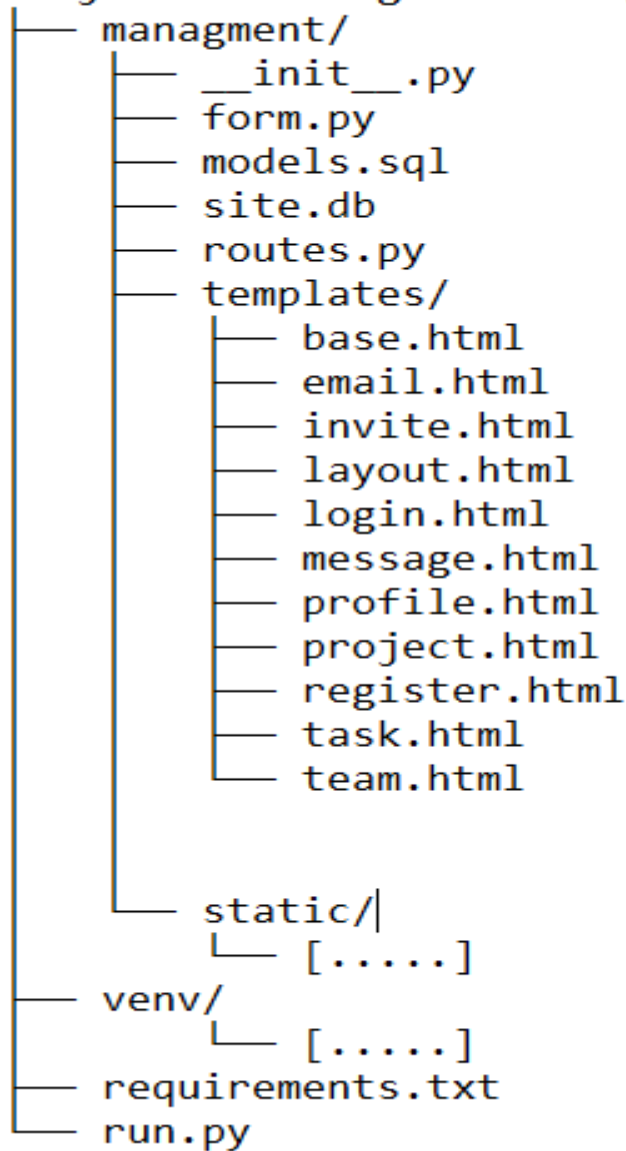 managment/
__init__.py
form.py
models.sql
site.db
routes.py
templates/
base.html
email.html
invite.html
layout.html
login.html
message.html
profile.html
project.html
register.html
task.html
team.html
static/
[.....]
venv/
[.....]
requirements.txt
run.py